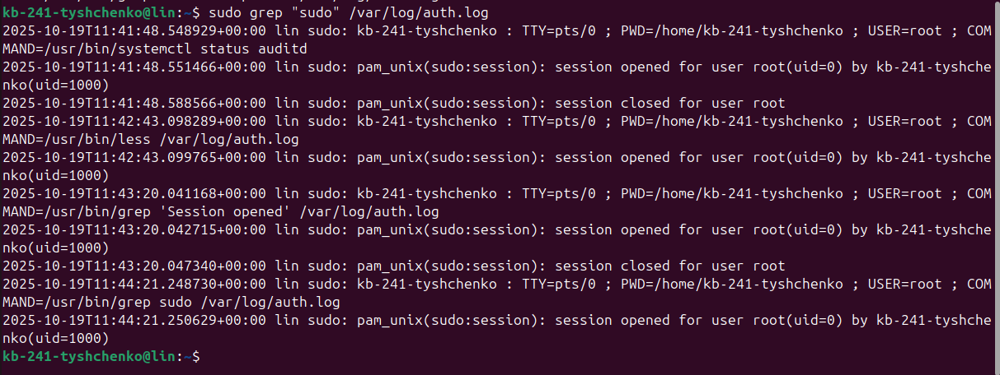 kb-241-tyshchenko@lin:~$ sudo grep "sudo" /var/log/auth.log
2025-10-19T11:41:48.548929+00:00 lin sudo: kb-241-tyshchenko : TTY=pts/0 ; PWD=/home/kb-241-tyshchenko ; USER=root ; COM
MAND=/usr/bin/systemctl status auditd
2025-10-19T11:41:48.551466+00:00 lin sudo: pam_unix(sudo:session): session opened for user root(uid=0) by kb-241-tyshche
nko(uid=1000)
2025-10-19T11:41:48.588566+00:00 lin sudo: pam_unix(sudo:session): session closed for user root
2025-10-19T11:42:43.098289+00:00 lin sudo: kb-241-tyshchenko : TTY=pts/0 ; PWD=/home/kb-241-tyshchenko ; USER=root ; COM
MAND=/usr/bin/less /var/log/auth.log
2025-10-19T11:42:43.099765+00:00 lin sudo: pam_unix(sudo:session): session opened for user root(uid=0) by kb-241-tyshche
nko(uid=1000)
2025-10-19T11:43:20.041168+00:00 lin sudo: kb-241-tyshchenko : TTY=pts/0 ; PWD=/home/kb-241-tyshchenko ; USER=root ; COM
MAND=/usr/bin/grep 'Session opened' /var/log/auth.log
2025-10-19T11:43:20.042715+00:00 lin sudo: pam_unix(sudo:session): session opened for user root(uid=0) by kb-241-tyshche
nko(uid=1000)
2025-10-19T11:43:20.047340+00:00 lin sudo: pam_unix(sudo:session): session closed for user root
2025-10-19T11:44:21.248730+00:00 lin sudo: kb-241-tyshchenko : TTY=pts/0 ; PWD=/home/kb-241-tyshchenko ; USER=root ; COM
MAND=/usr/bin/grep sudo /var/log/auth.log
2025-10-19T11:44:21.250629+00:00 lin sudo: pam_unix(sudo:session): session opened for user root(uid=0) by kb-241-tyshche
nko(uid=1000)
kb-241-tyshchenko@lin:~$